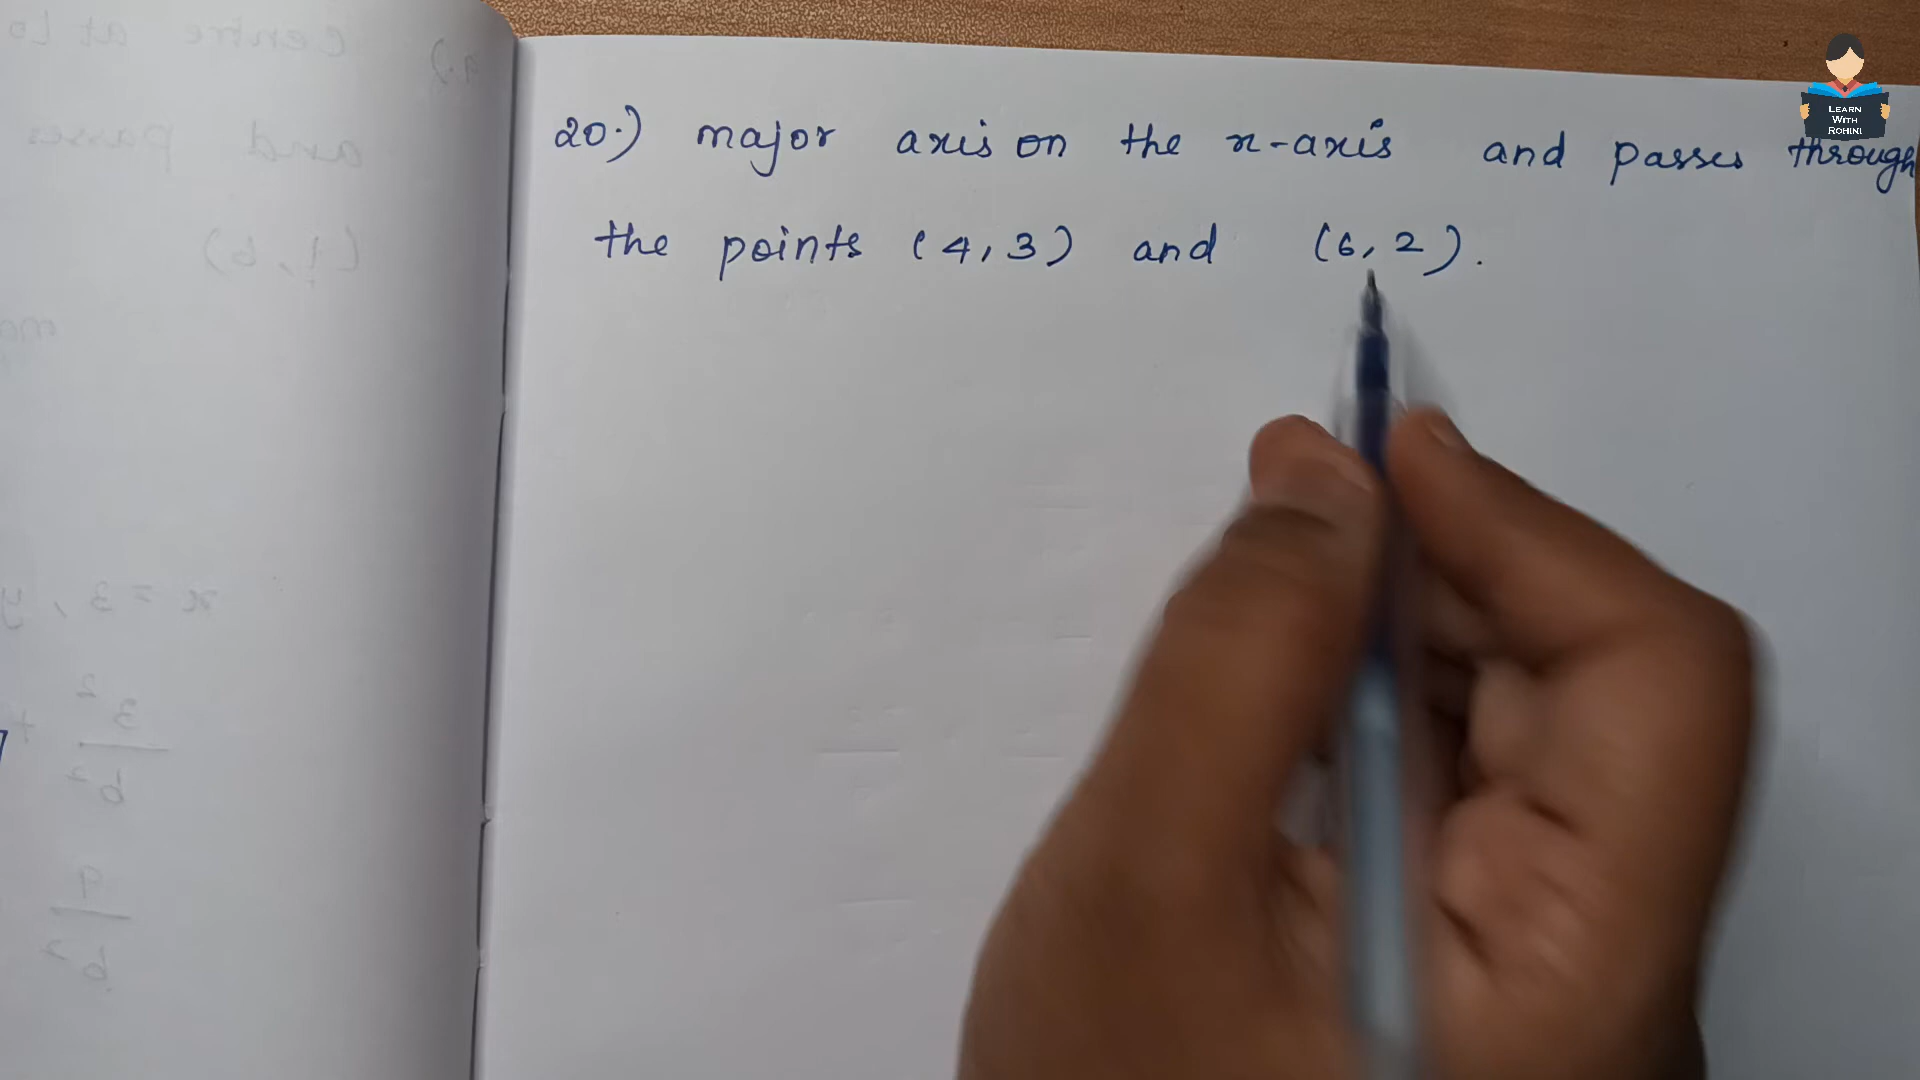 20.) major axis on the x-axis and passes through
the points (4,3) and (6,2).
LEARN
WITH
ROHINI